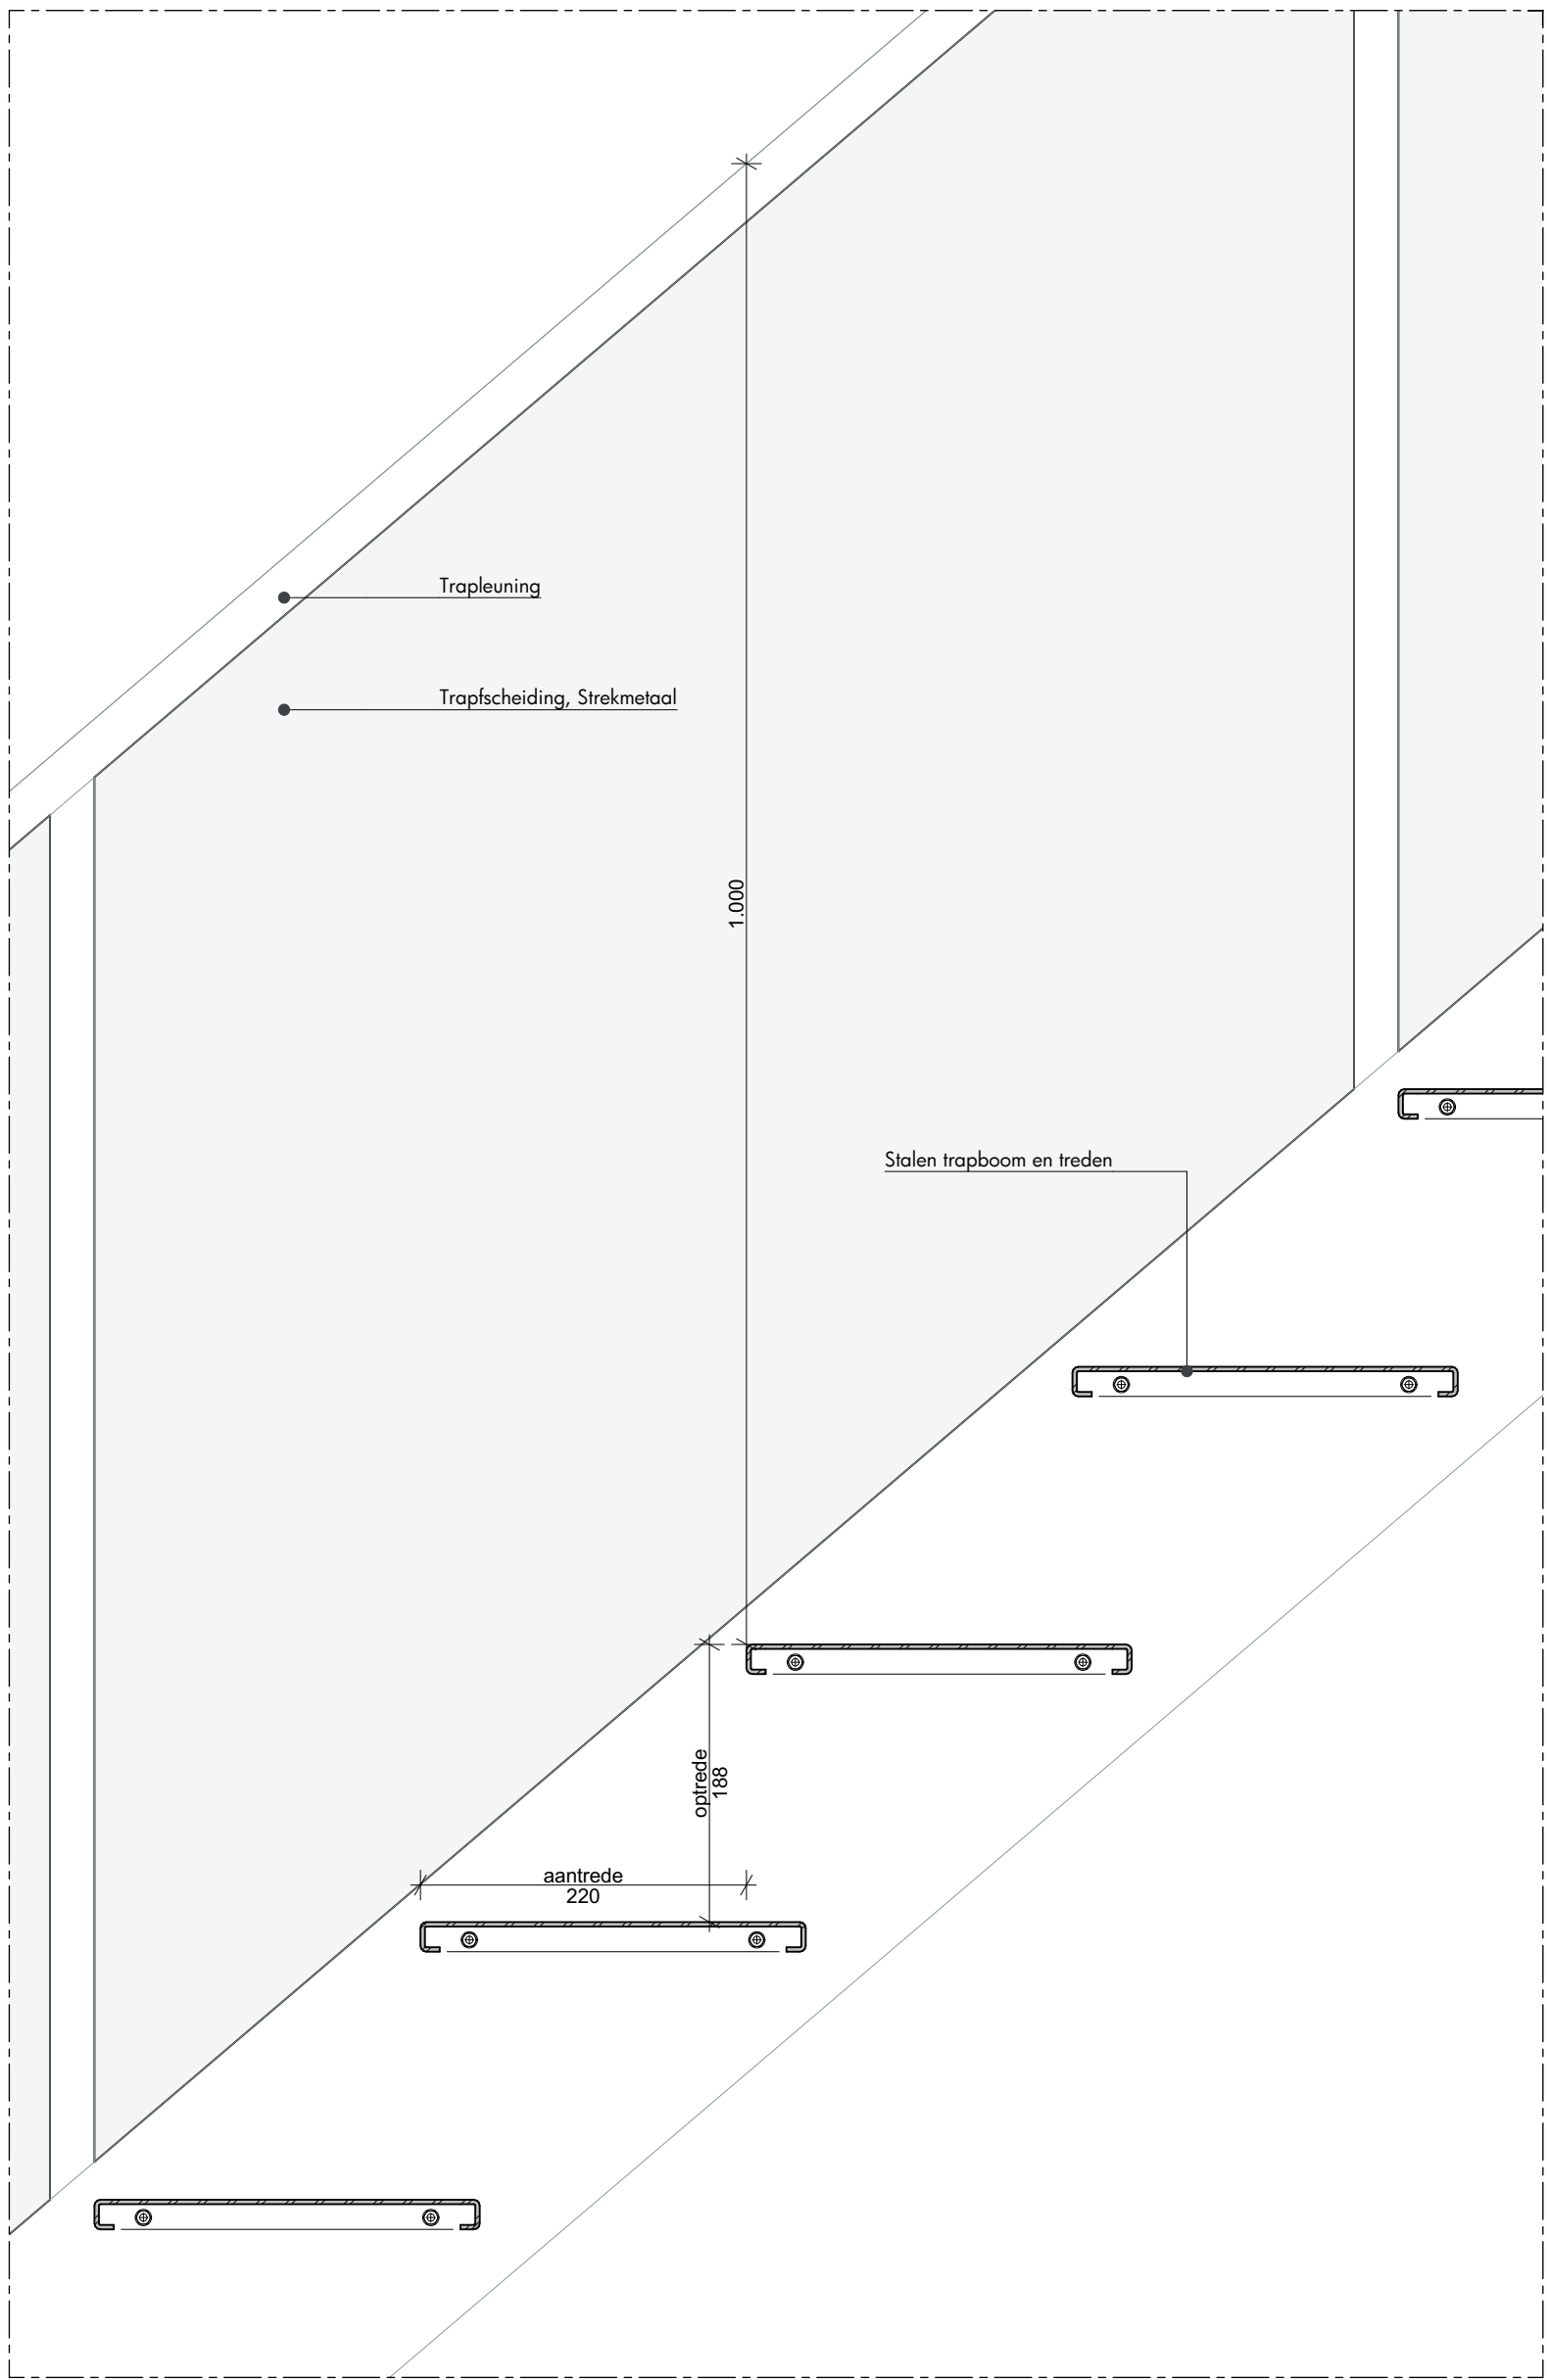 Trapleuning
Trapfscheiding, Strekmetaal
1.000
Stalen trapboom en treden
optrede
188
aantrede
220